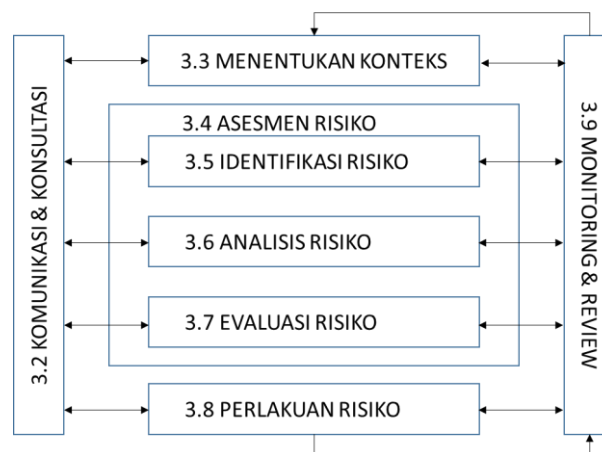 3.2 KOMUNIKASI & KONSULTASI
3.3 MENENTUKAN KONTEKS
3.4 ASESMEN RISIKO
3.5 IDENTIFIKASI RISIKO
3.6 ANALISIS RISIKO
3.7 EVALUASI RISIKO
3.8 PERLAKUAN RISIKO
3.9 MONITORING &
REVIEW